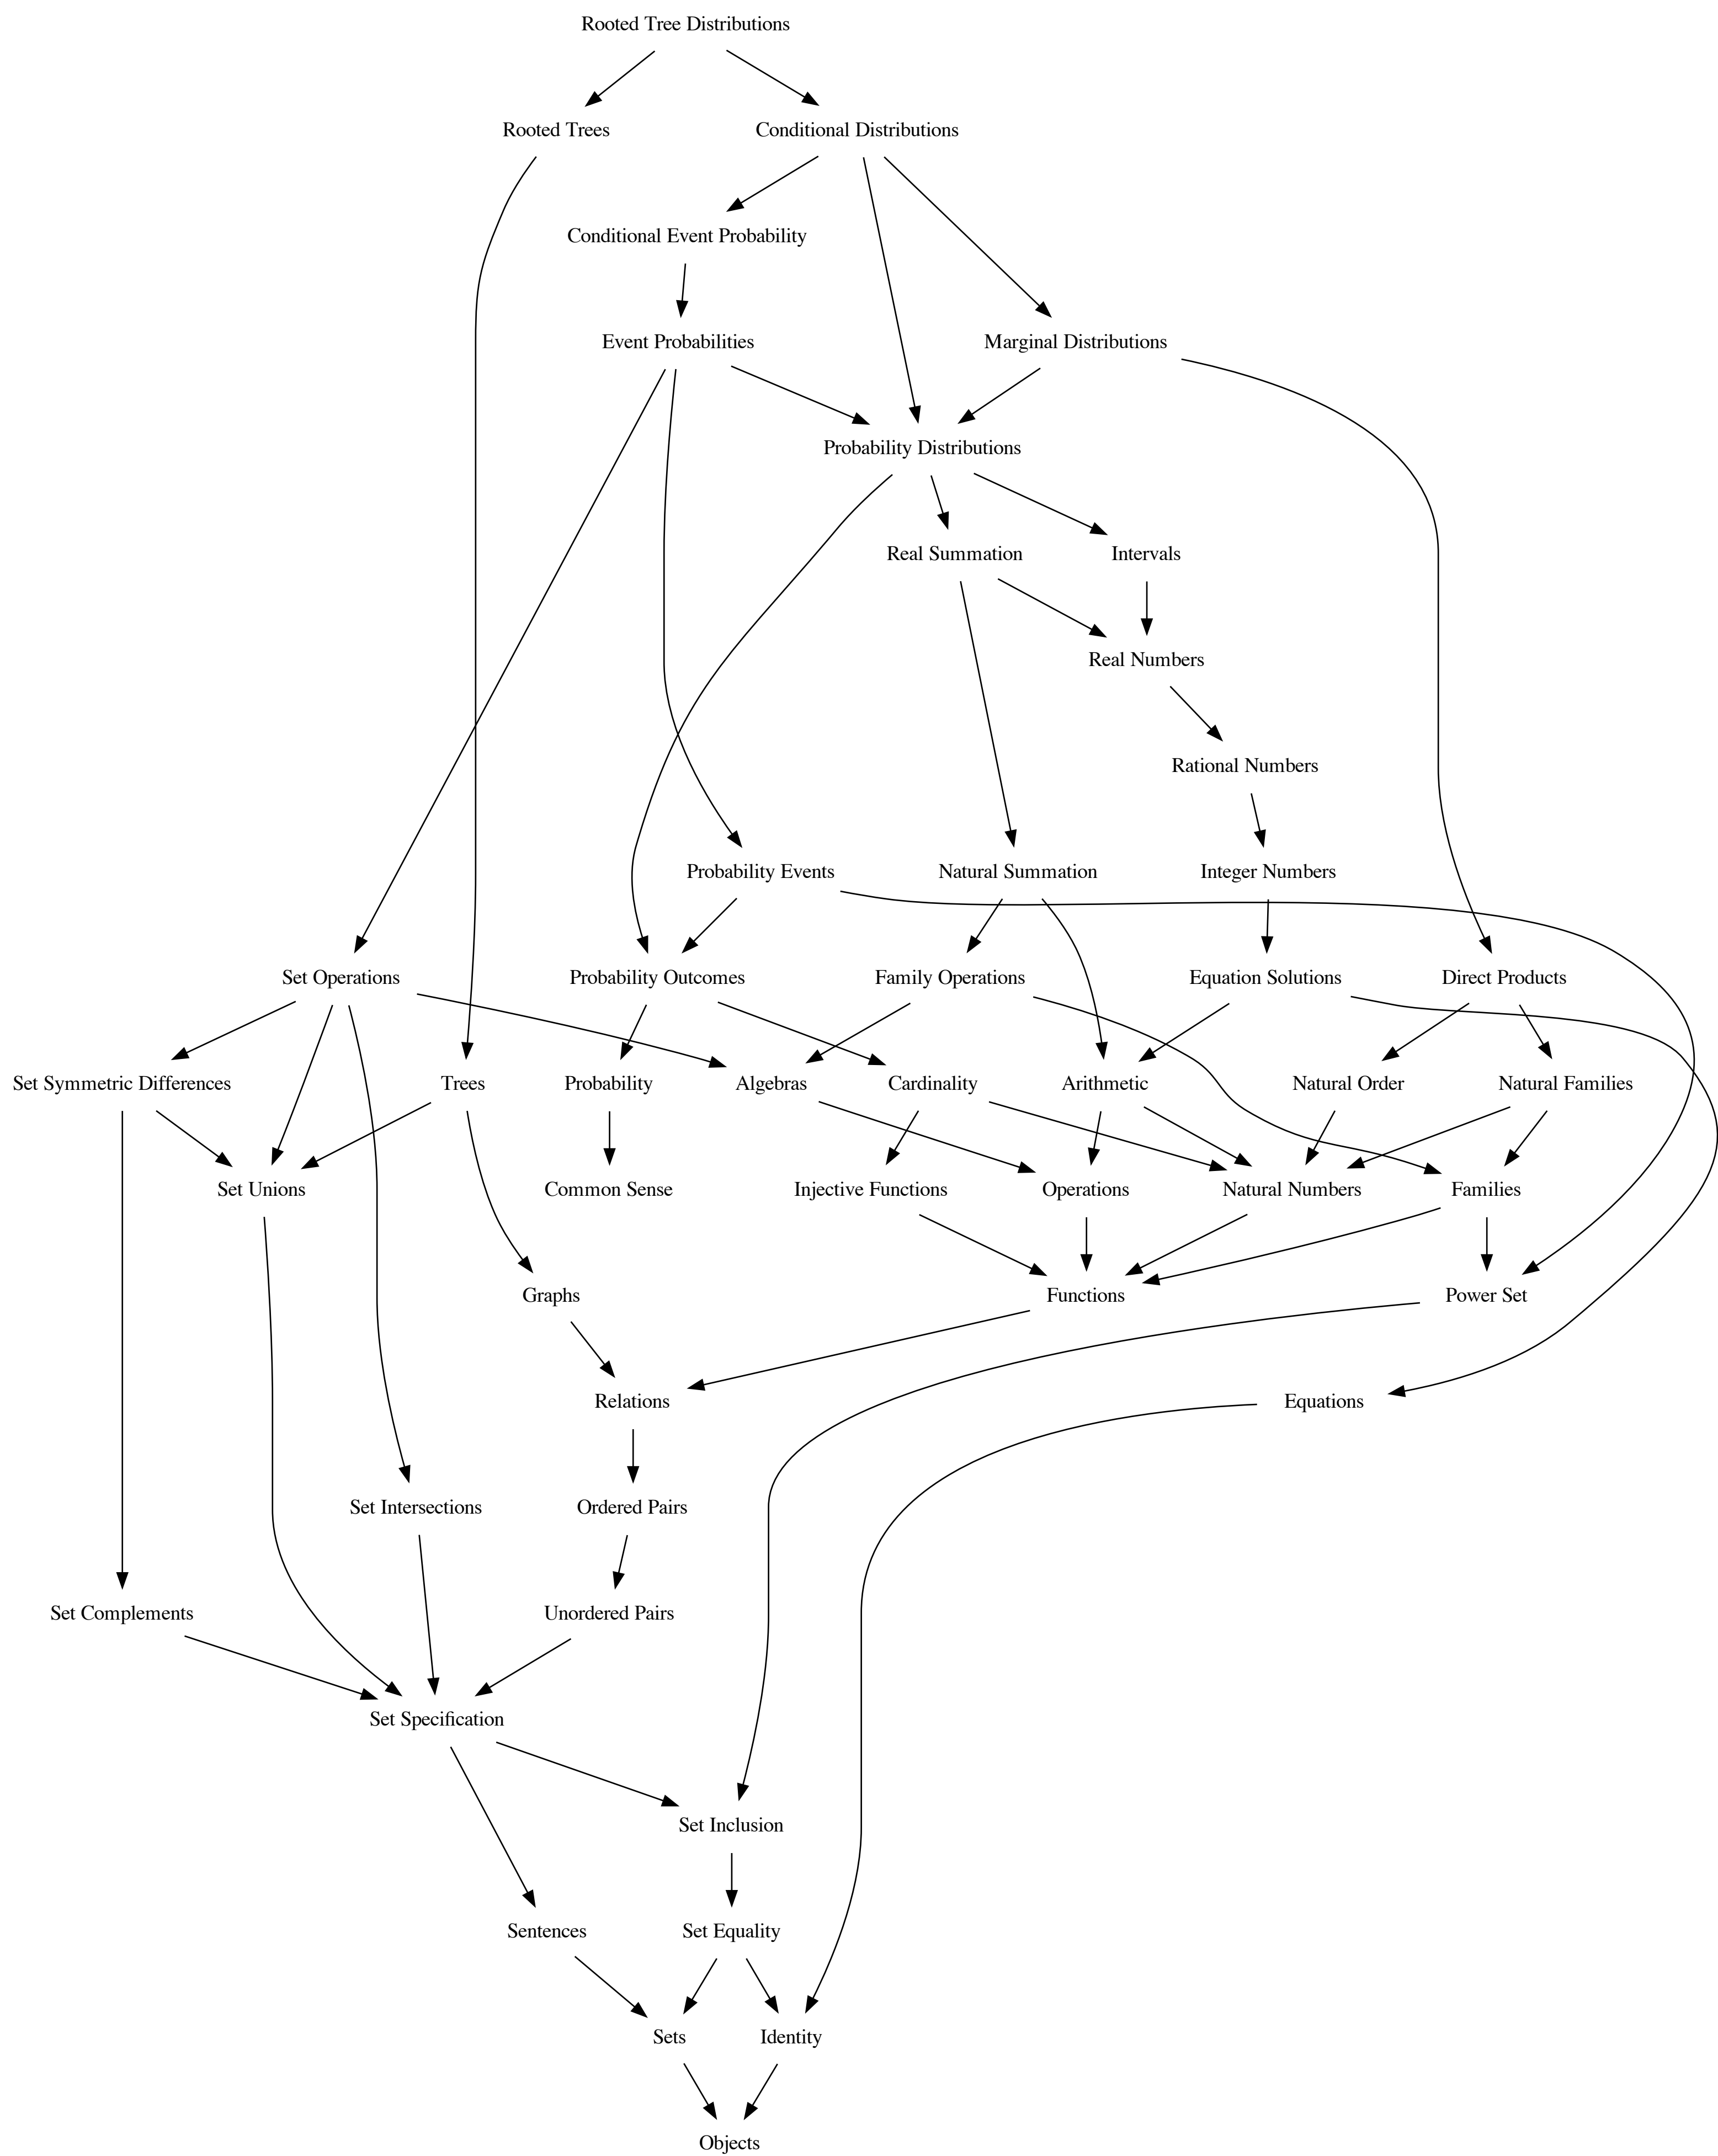 Rooted Tree Distributions
Rooted Trees
Conditional Distributions
Conditional Event Probability
Event Probabilities
Marginal Distributions
Probability Distributions
Real Summation
Intervals
Real Numbers
Rational Numbers
Probability Events
Natural Summation
Integer Numbers
Set Operations
Probability Outcomes
Family Operations
Equation Solutions
Direct Products
Set Symmetric Differences
Trees
Probability
Algebras
Cardinality
Arithmetic
Natural Order
Natural Families
Set Unions
Common Sense
Injective Functions
Operations
Natural Numbers
Families
Graphs
Functions
Power Set
Relations
Equations
Set Intersections
Ordered Pairs
Set Complements
Unordered Pairs
Set Specification
Set Inclusion
Sentences
Set Equality
Sets
Identity
Objects